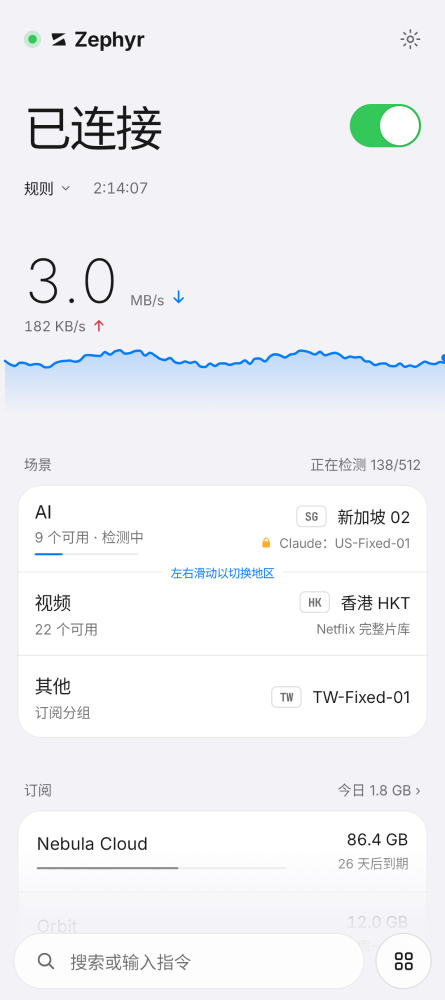 Zephyr
已连接
规则 2:14:07
3.0 MB/s ↓
182 KB/s ↑
场景 正在检测 138/512
AI SG 新加坡 02
9 个可用 · 检测中 Claude：US-Fixed-01
左右滑动以切换地区
视频 HK 香港 HKT
22 个可用 Netflix 完整片库
其他 TW TW-Fixed-01
订阅分组
订阅 今日 1.8 GB ›
Nebula Cloud 86.4 GB
26 天后到期
Orbit 12.0 GB
搜索或输入指令